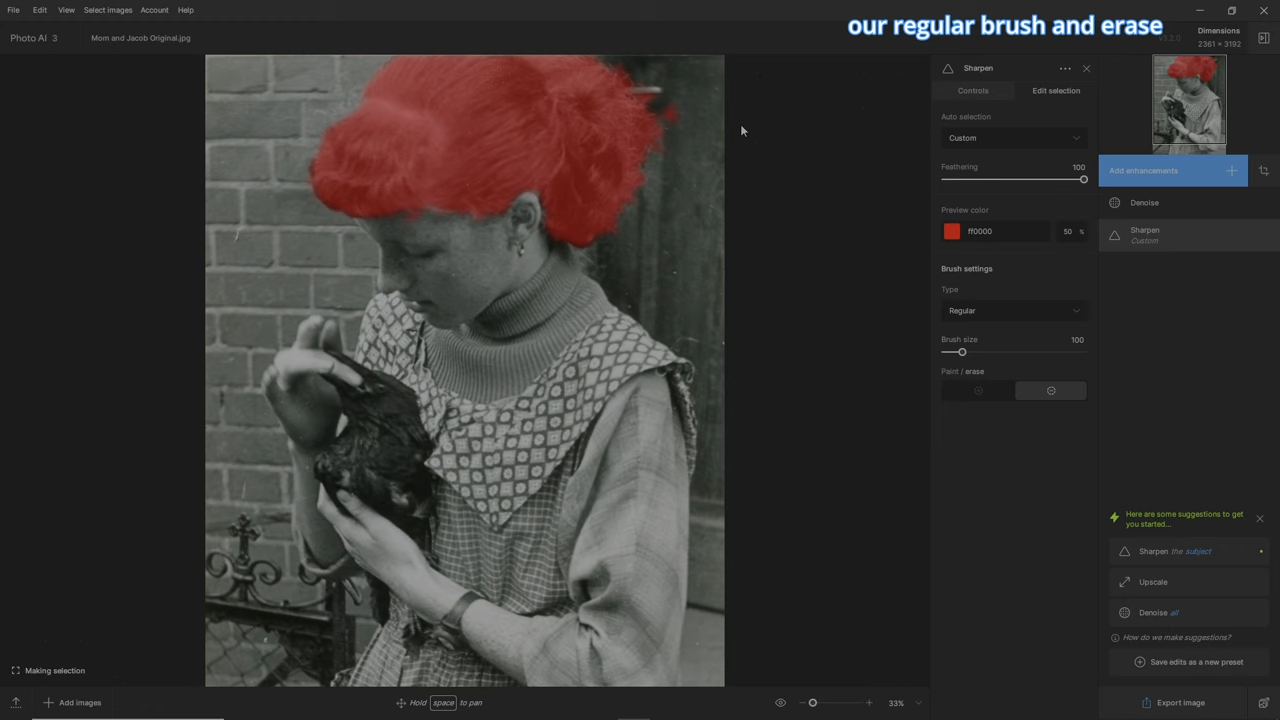 File Edit View Select images Account Help
our regular brush and erase
Photo AI 3 Mom and Jacob Original.jpg
v3.2.0
Dimensions
2361 × 3192
Sharpen
Controls Edit selection
Auto selection
Custom
Feathering 100
Preview color
ff0000 50 %
Brush settings
Type
Regular
Brush size 100
Paint / erase
Add enhancements
Denoise
Sharpen
Custom
Here are some suggestions to get
you started...
Sharpen the subject
Upscale
Denoise all
How do we make suggestions?
Save edits as a new preset
Making selection
Add images
Hold space to pan
33%
Export image